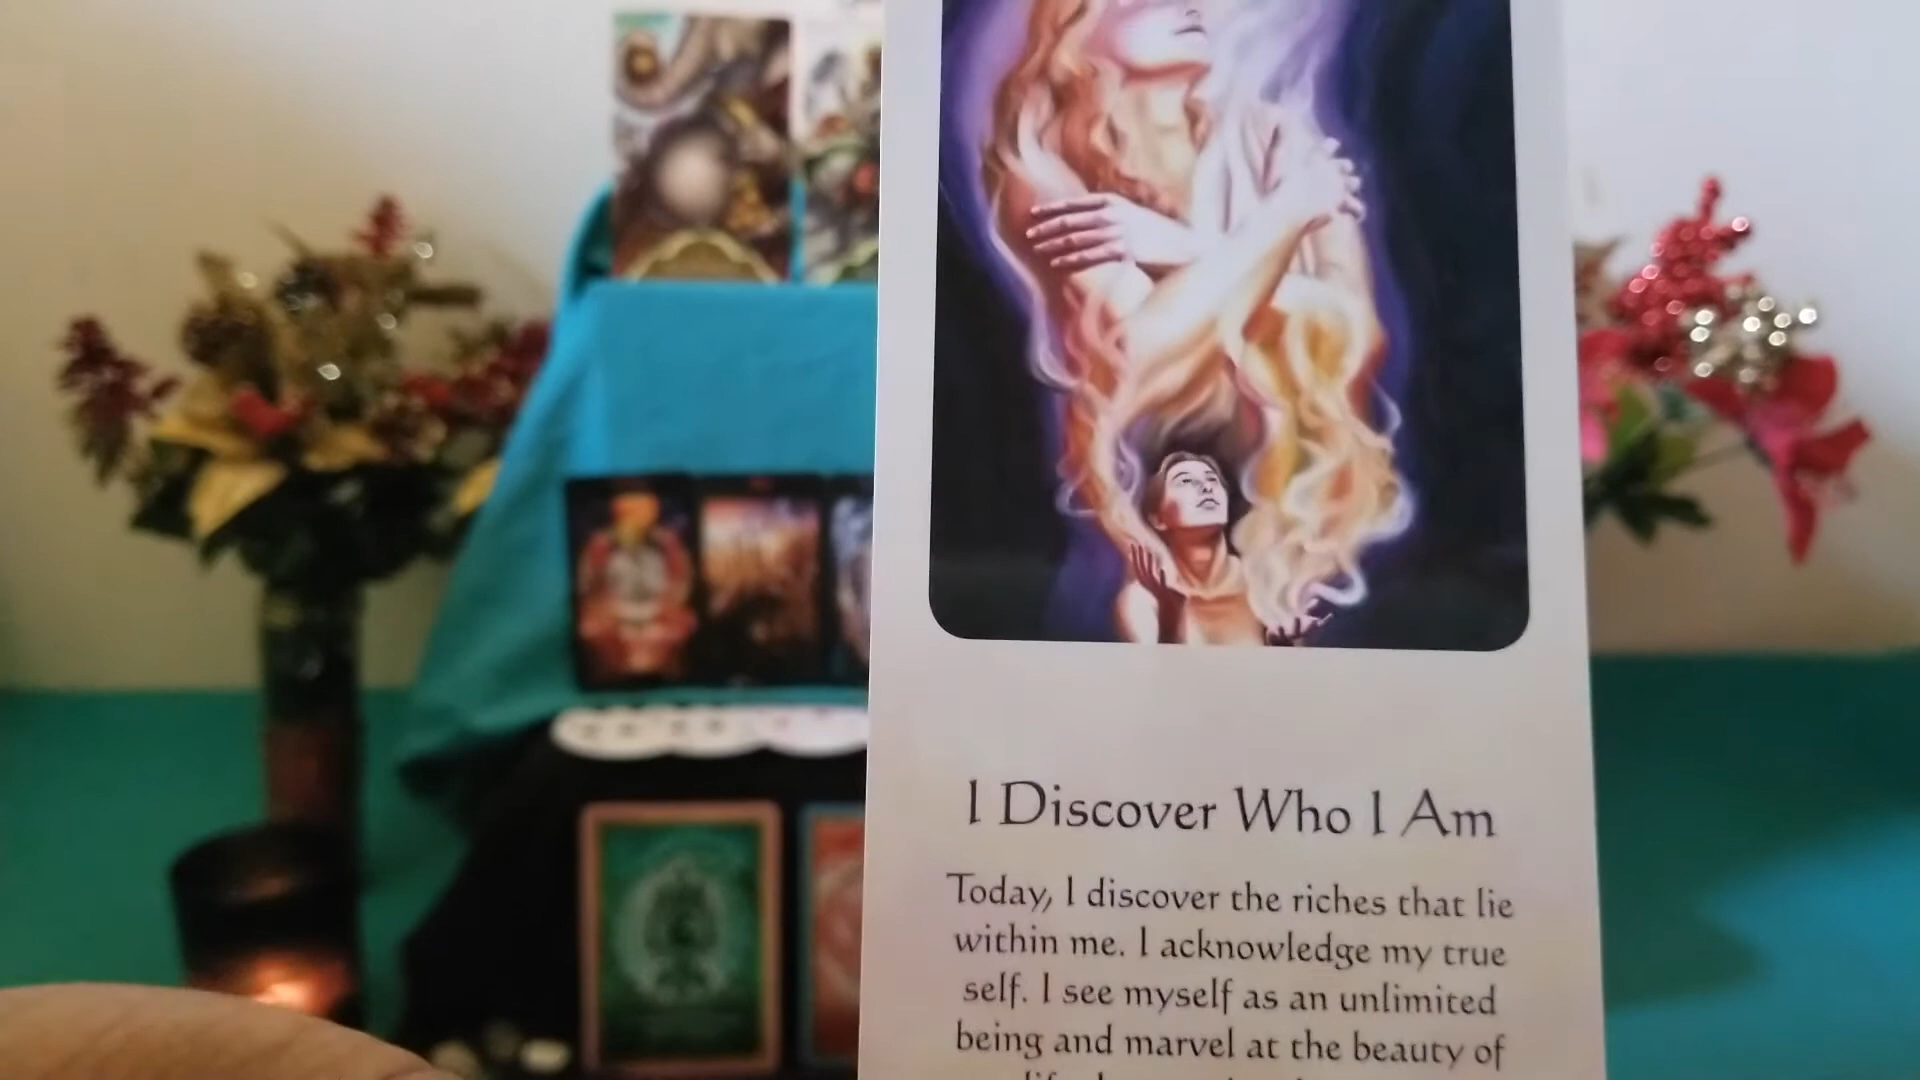 I Discover Who I Am
Today, I discover the riches that lie
within me. I acknowledge my true
self. I see myself as an unlimited
being and marvel at the beauty of